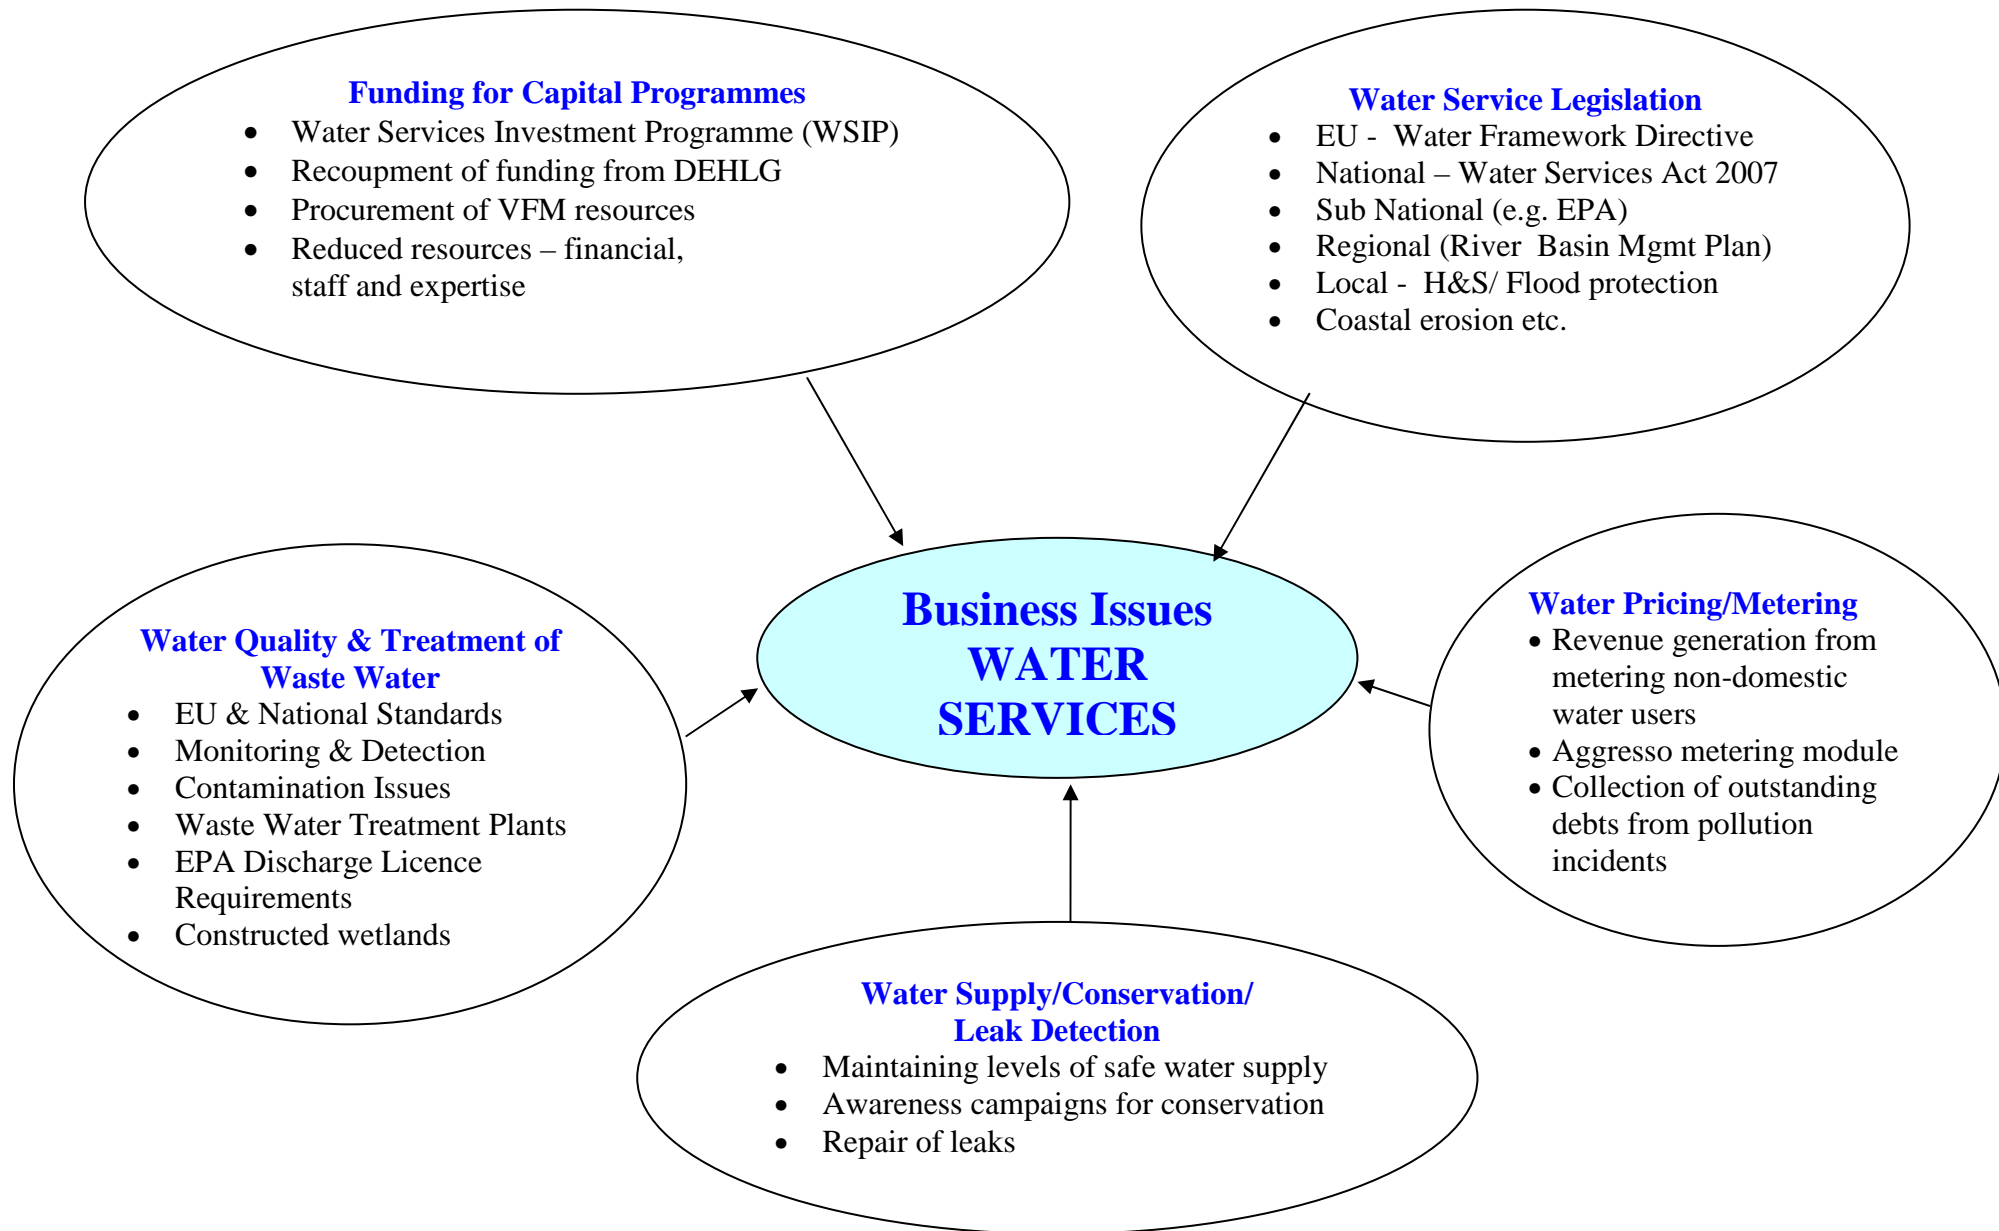 Funding for Capital Programmes
• Water Services Investment Programme (WSIP)
• Recoupment of funding from DEHLG
• Procurement of VFM resources
• Reduced resources – financial,
staff and expertise
Water Service Legislation
• EU - Water Framework Directive
• National – Water Services Act 2007
• Sub National (e.g. EPA)
• Regional (River Basin Mgmt Plan)
• Local - H&S/ Flood protection
• Coastal erosion etc.
Business Issues
WATER
SERVICES
Water Quality & Treatment of
Waste Water
• EU & National Standards
• Monitoring & Detection
• Contamination Issues
• Waste Water Treatment Plants
• EPA Discharge Licence
Requirements
• Constructed wetlands
Water Pricing/Metering
• Revenue generation from
metering non-domestic
water users
• Aggresso metering module
• Collection of outstanding
debts from pollution
incidents
Water Supply/Conservation/
Leak Detection
• Maintaining levels of safe water supply
• Awareness campaigns for conservation
• Repair of leaks